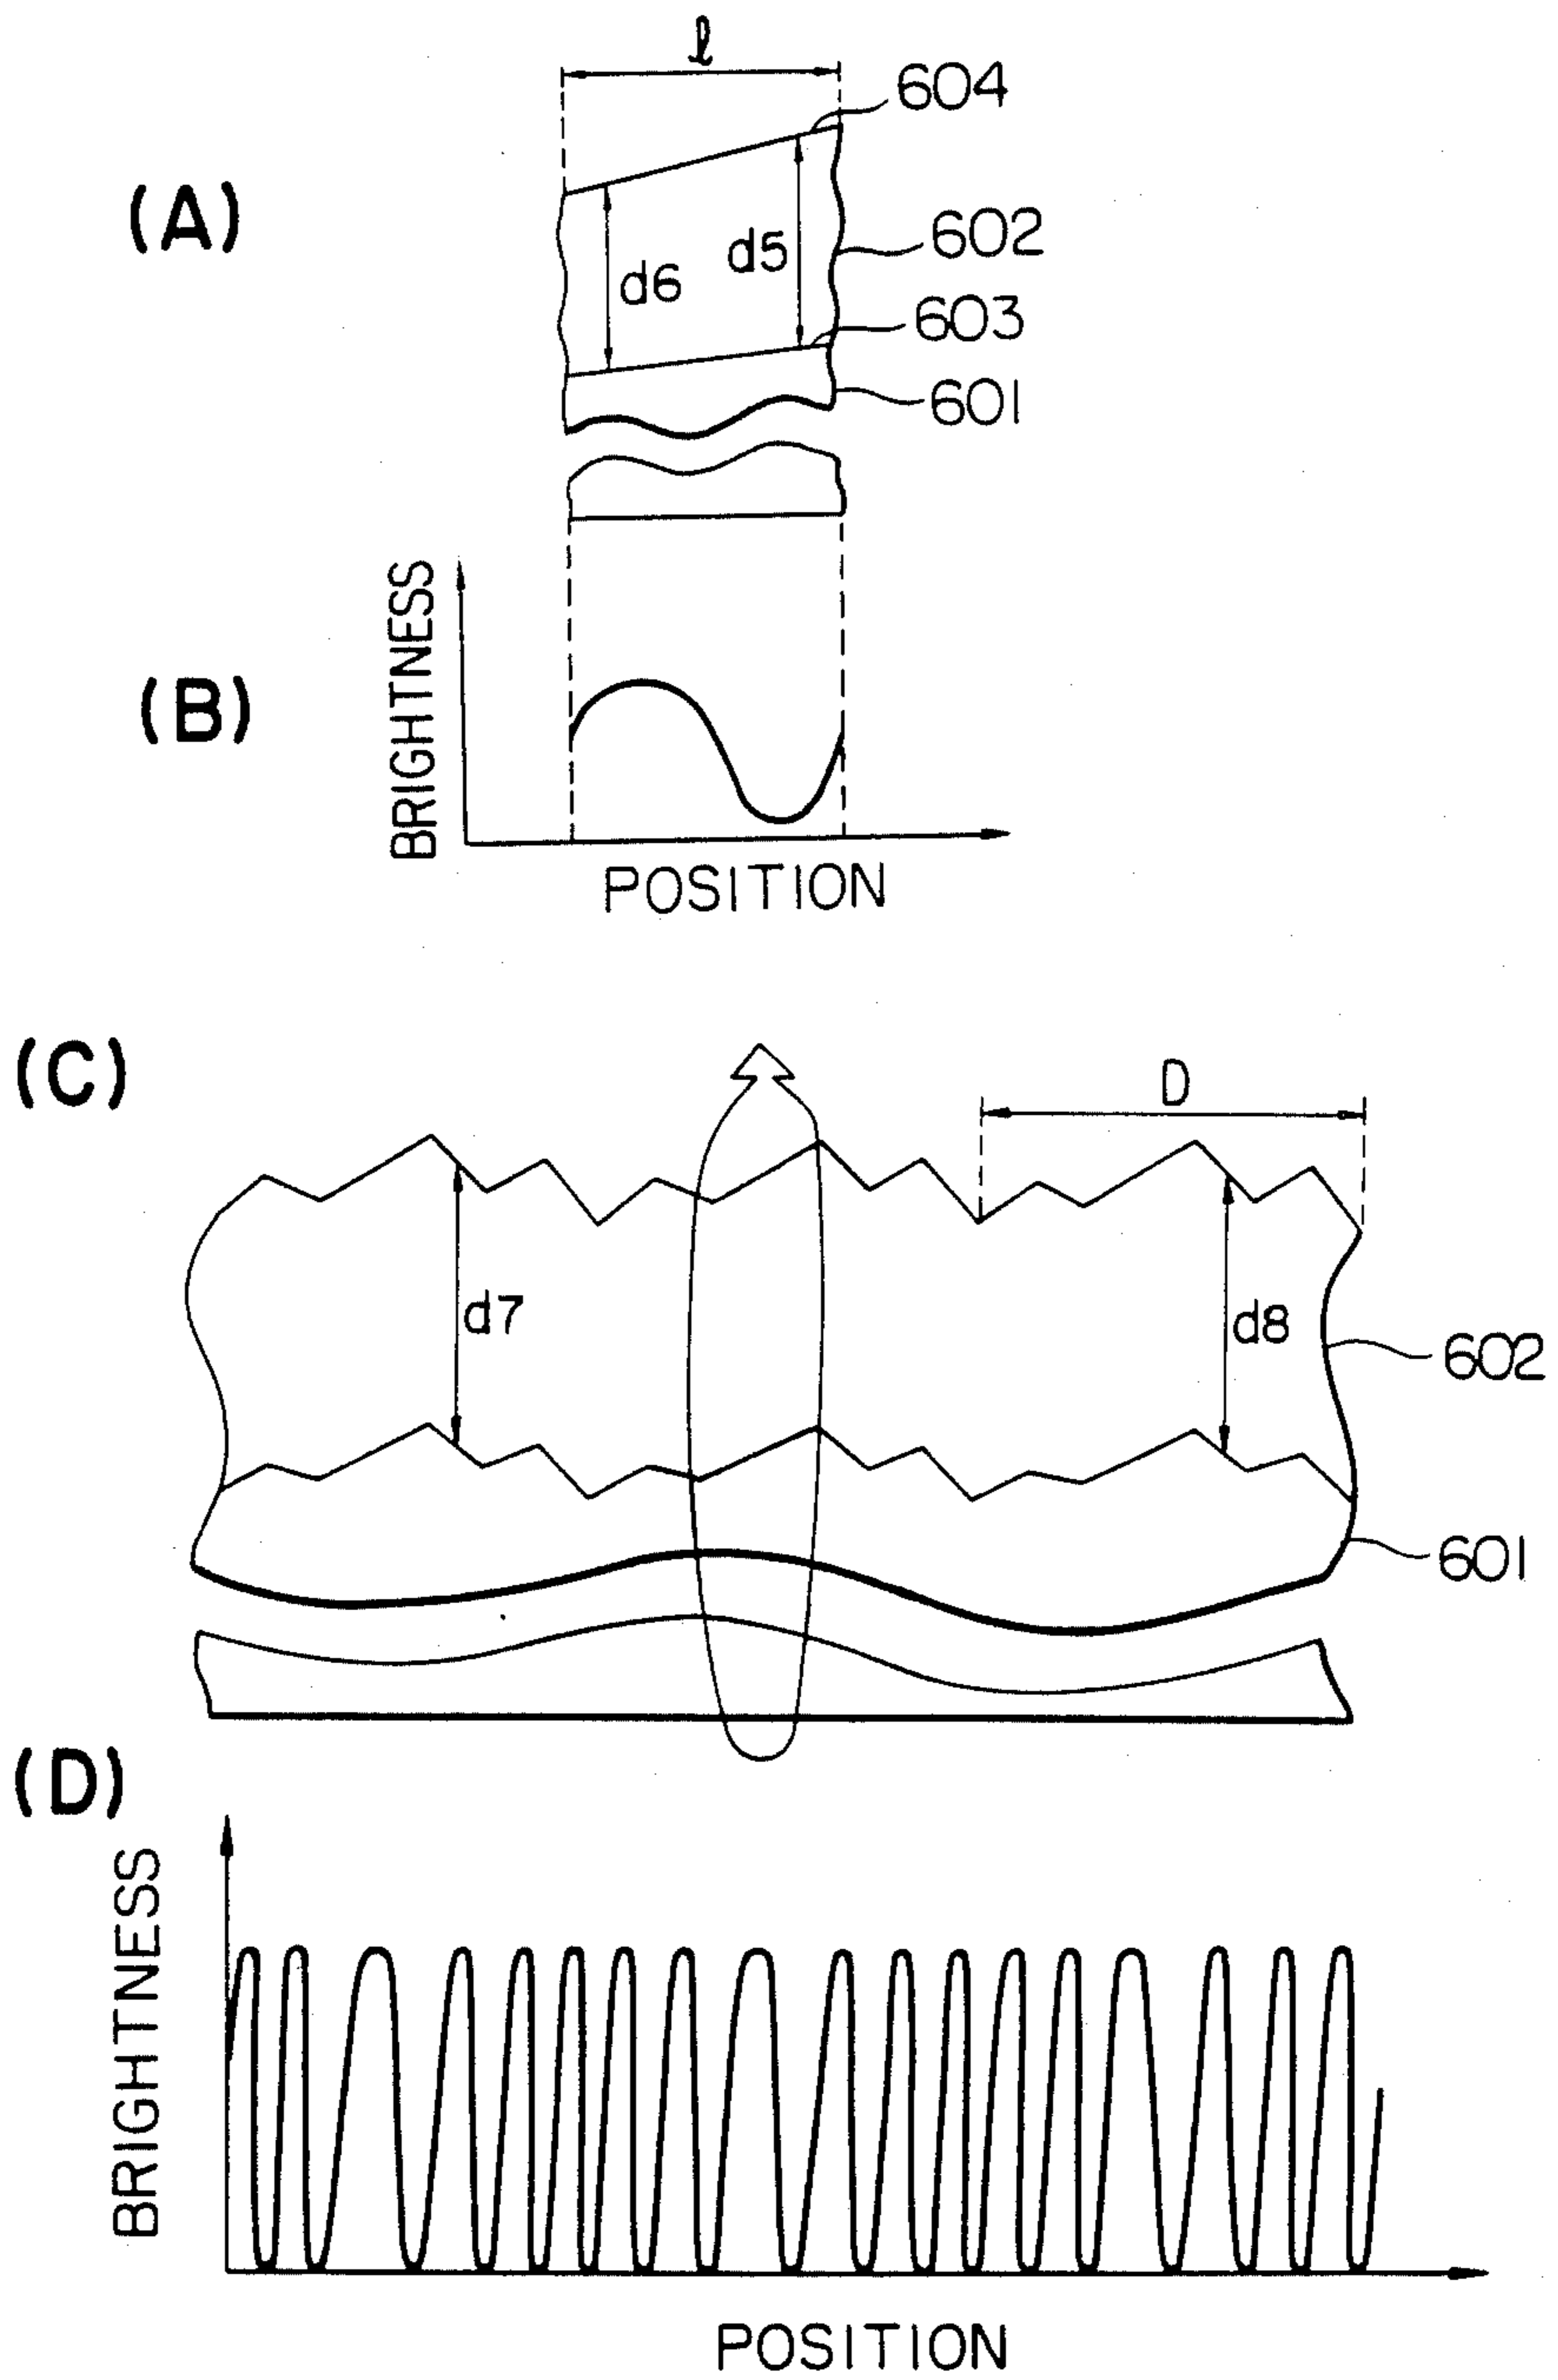 ℓ
604
(A)
602
d5
d6
603
601
BRIGHTNESS
(B)
POSITION
(C)
D
d7
d8
602
601
(D)
BRIGHTNESS
POSITION